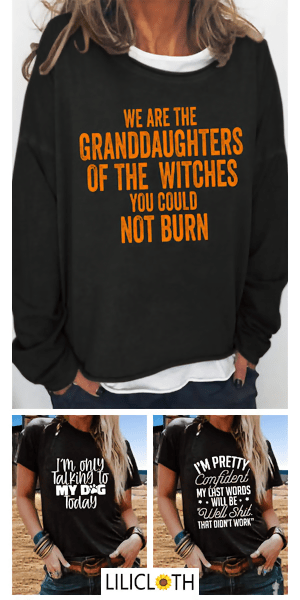 WE ARE THE
GRANDDAUGHTERS
OF THE WITCHES
YOU COULD
NOT BURN
I'm only
Talking to
MY DOG
Today
I'M PRETTY
Confident
MY LAST WORDS
WILL BE
"Well Shit,
THAT DIDN'T WORK"
LILICLOTH